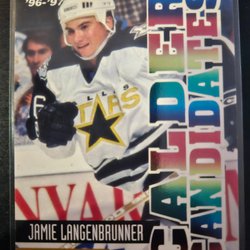 '96-'97
CALDER
CANDIDATES
STARS
JAMIE LANGENBRUNNER